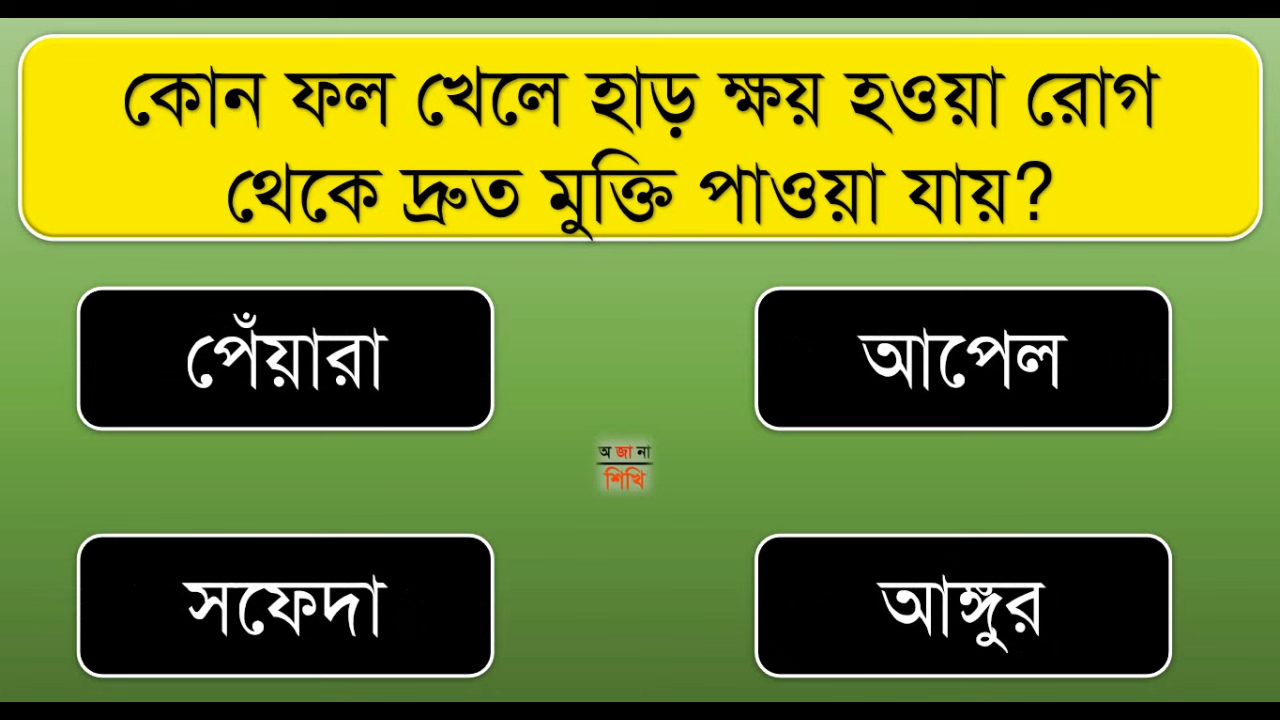 কোন ফল খেলে হাড় ক্ষয় হওয়া রোগ
থেকে দ্রুত মুক্তি পাওয়া যায়?
পেঁয়ারা
আপেল
অজানা
শিখি
সফেদা
আঙ্গুর